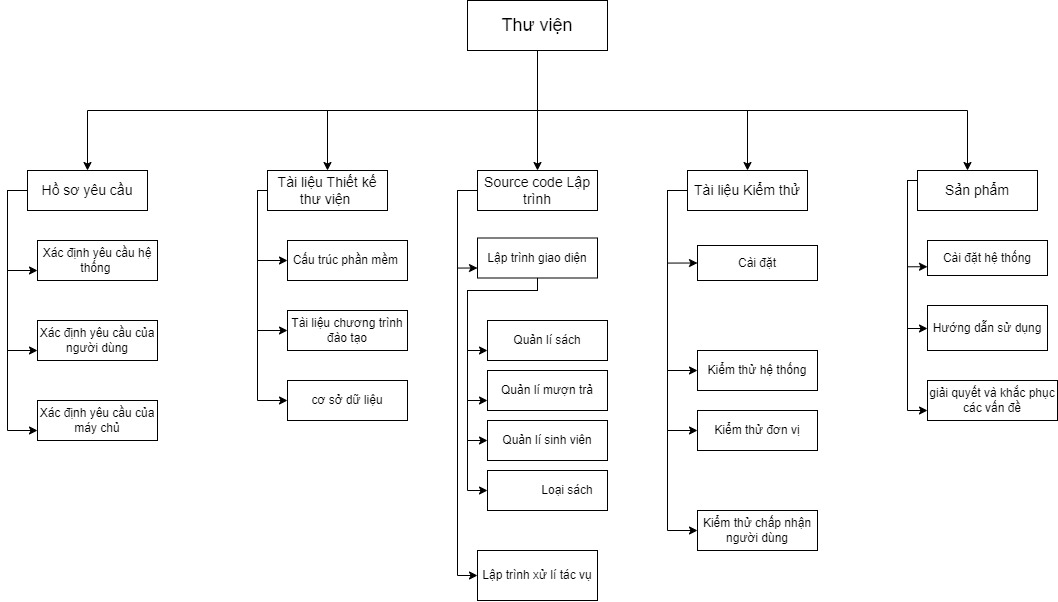 Thư viện
Hồ sơ yêu cầu
Xác định yêu cầu hệ
thống
Xác định yêu cầu của
người dùng
Xác định yêu cầu của
máy chủ
Tài liệu Thiết kế
thư viện
Cấu trúc phần mềm
Tài liệu chương trình
đào tạo
cơ sở dữ liệu
Source code Lập
trình
Lập trình giao diện
Quản lí sách
Quản lí mượn trả
Quản lí sinh viên
Loại sách
Lập trình xử lí tác vụ
Tài liệu Kiểm thử
Cài đặt
Kiểm thử hệ thống
Kiểm thử đơn vị
Kiểm thử chấp nhận
người dùng
Sản phẩm
Cài đặt hệ thống
Hướng dẫn sử dụng
giải quyết và khắc phục
các vấn đề